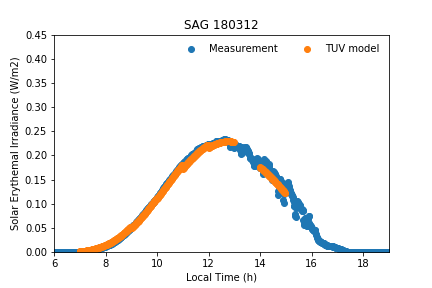 SAG 180312
Measurement
TUV model
Solar Erythemal Irradiance (W/m2)
0.45
0.40
0.35
0.30
0.25
0.20
0.15
0.10
0.05
0.00
6 8 10 12 14 16 18
Local Time (h)